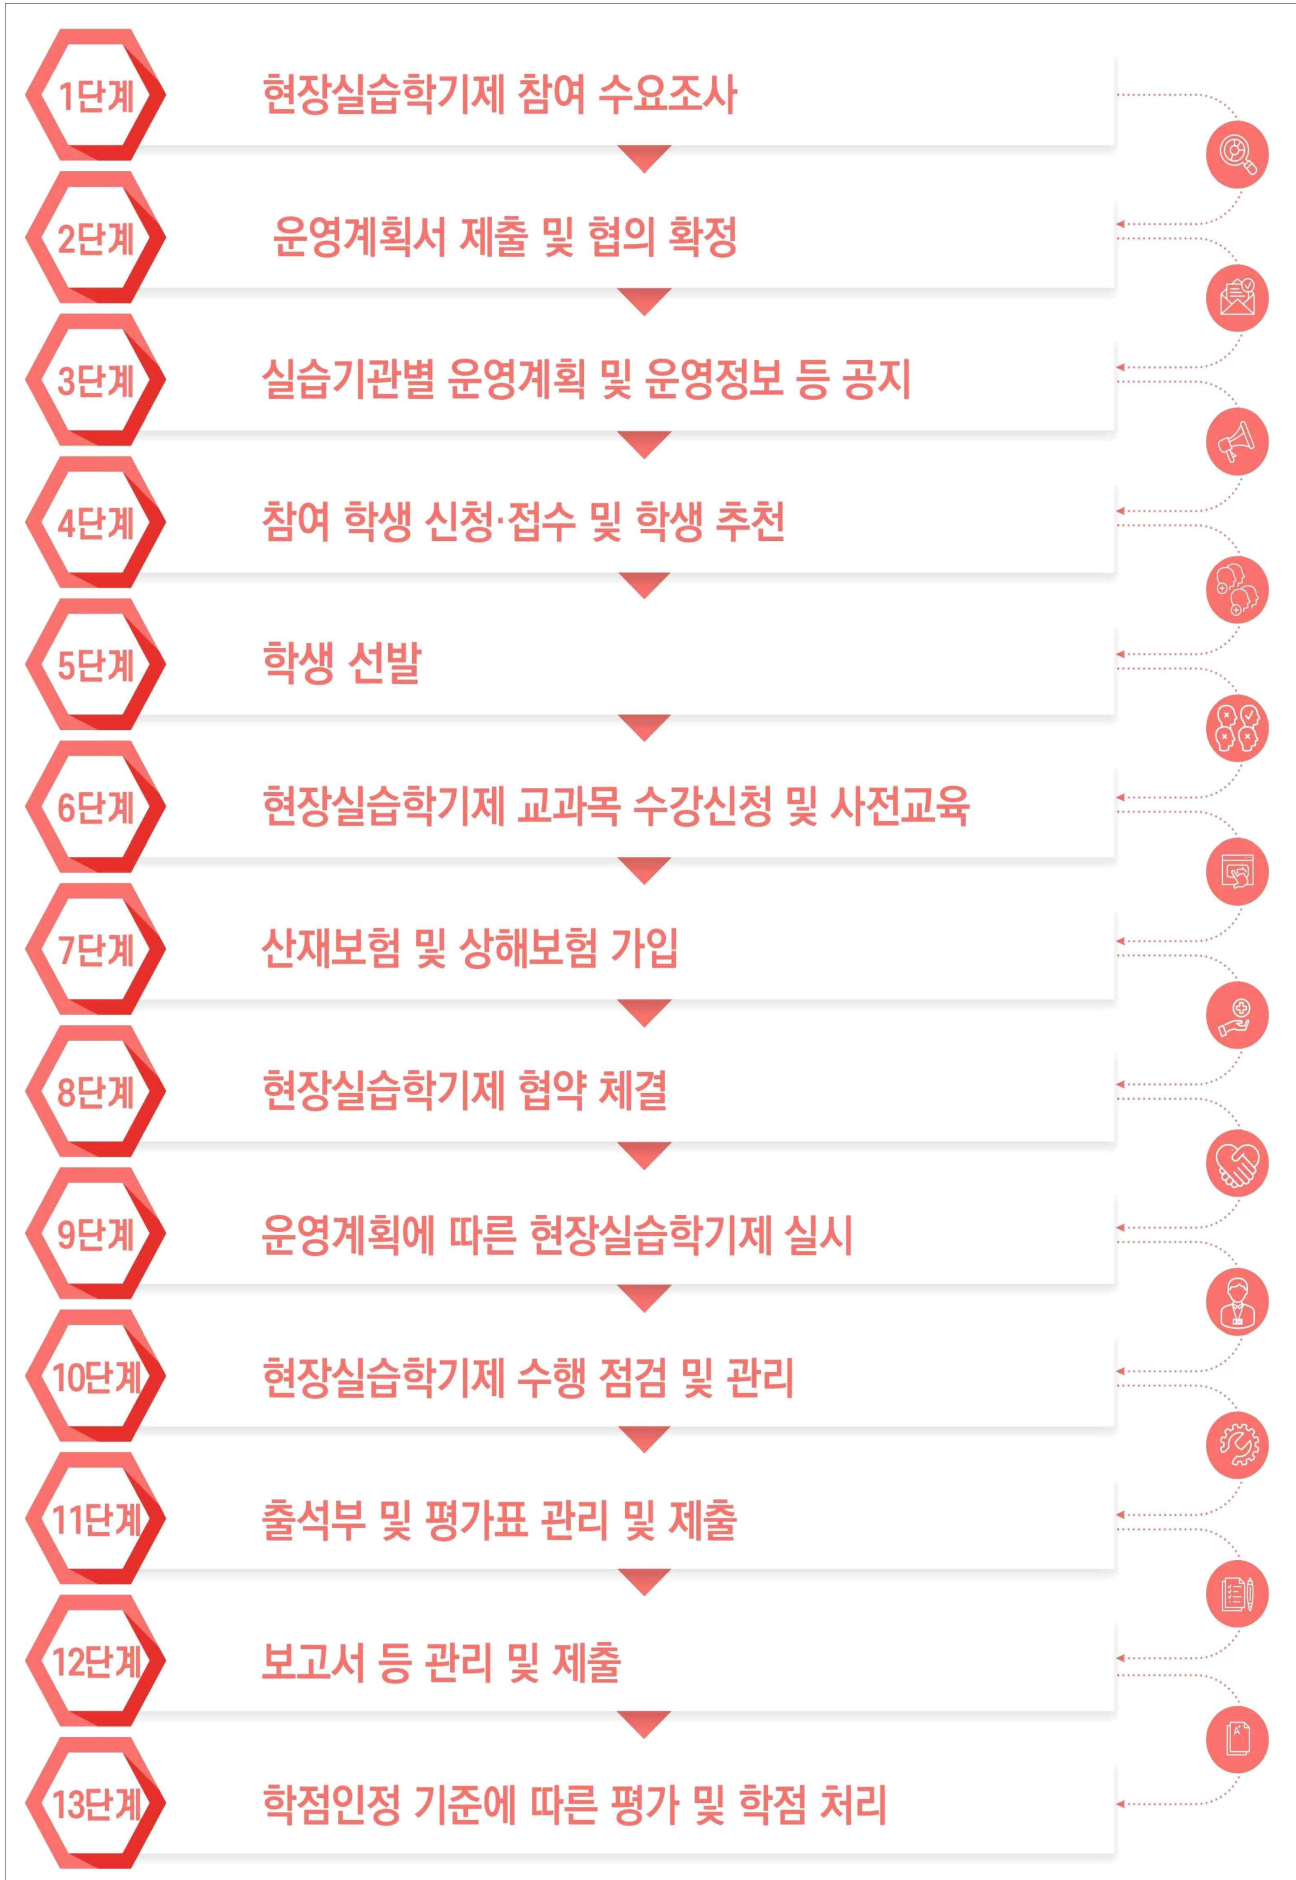 1단계
현장실습학기제 참여 수요조사
2단계
운영계획서 제출 및 협의 확정
3단계
실습기관별 운영계획 및 운영정보 등 공지
4단계
참여 학생 신청·접수 및 학생 추천
5단계
학생 선발
6단계
현장실습학기제 교과목 수강신청 및 사전교육
7단계
산재보험 및 상해보험 가입
8단계
현장실습학기제 협약 체결
9단계
운영계획에 따른 현장실습학기제 실시
10단계
현장실습학기제 수행 점검 및 관리
11단계
출석부 및 평가표 관리 및 제출
12단계
보고서 등 관리 및 제출
A+
13단계
학점인정 기준에 따른 평가 및 학점 처리